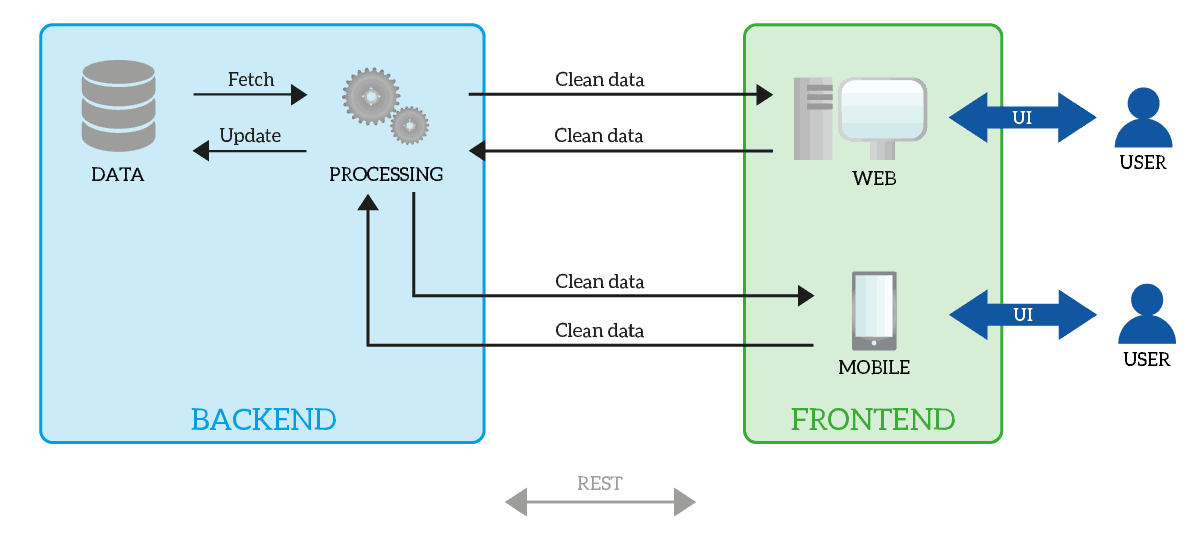 Fetch
Update
DATA
PROCESSING
Clean data
Clean data
WEB
UI
USER
Clean data
Clean data
MOBILE
UI
USER
BACKEND
FRONTEND
REST